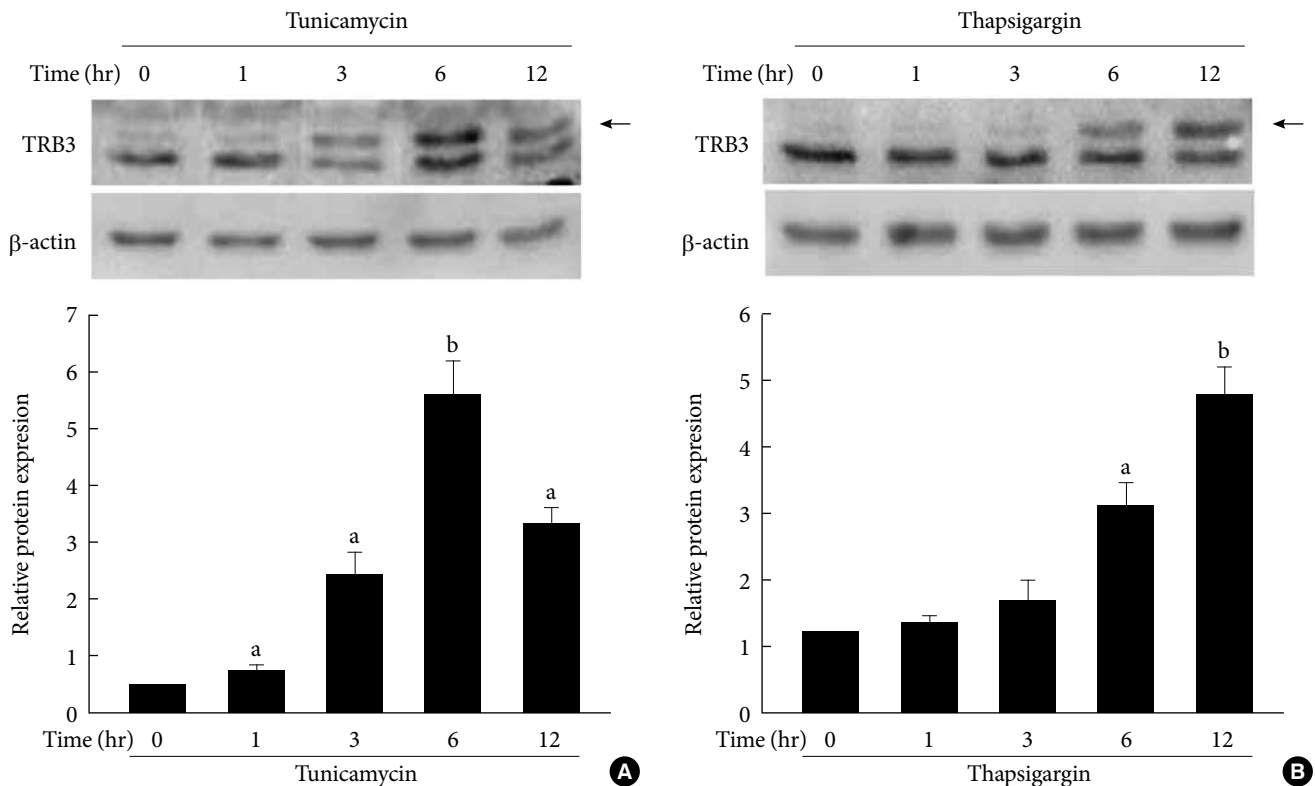 Tunicamycin
Time (hr) 0 1 3 6 12
TRB3
β-actin
7
6
5
4
3
2
1
0
Relative protein expresion
a
a
b
a
Time (hr) 0 1 3 6 12
Tunicamycin
A
Thapsigargin
Time (hr) 0 1 3 6 12
TRB3
β-actin
6
5
4
3
2
1
0
Relative protein expresion
a
b
Time (hr) 0 1 3 6 12
Thapsigargin
B